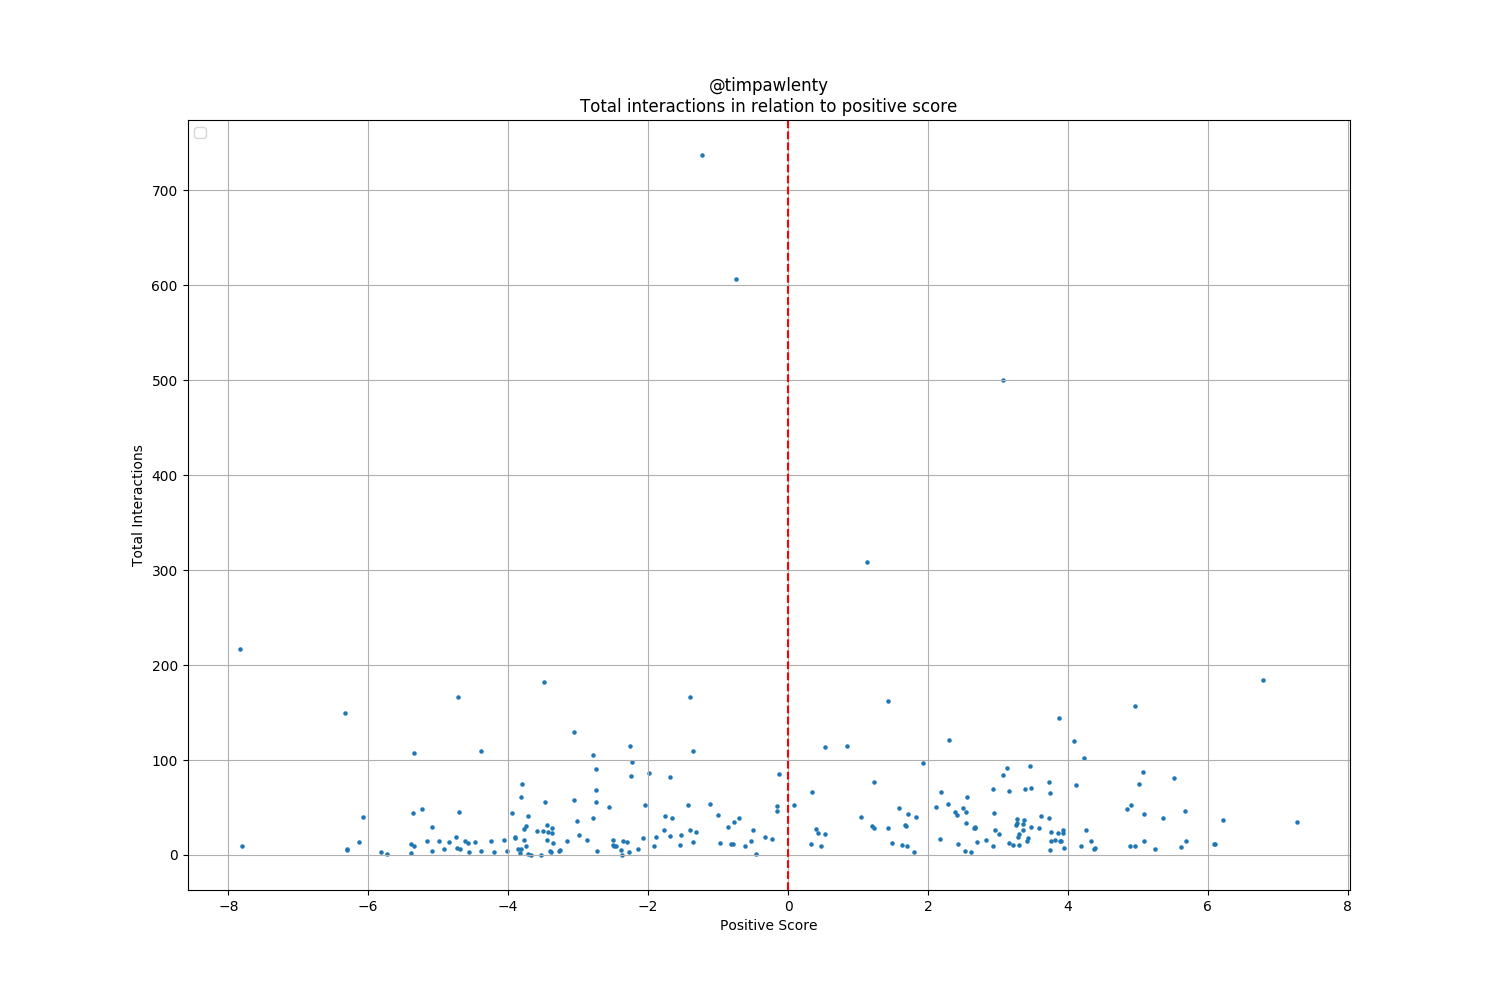 @timpawlenty
Total interactions in relation to positive score
Total Interactions
700
600
500
400
300
200
100
0
−8 −6 −4 −2 0 2 4 6 8
Positive Score